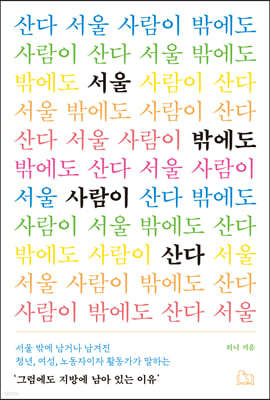 산다 서울 사람이 밖에도
사람이 산다 서울 밖에도
밖에도 서울 사람이 산다
서울 밖에도 사람이 산다
산다 서울 사람이 밖에도
밖에도 산다 서울 사람이
서울 사람이 산다 밖에도
사람이 서울 밖에도 산다
밖에도 사람이 산다 서울
서울 사람이 밖에도 산다
사람이 밖에도 산다 서울
서울 밖에 남거나 남겨진
청년, 여성, 노동자이자 활동가가 말하는
'그럼에도 지방에 남아 있는 이유'
히니 지음